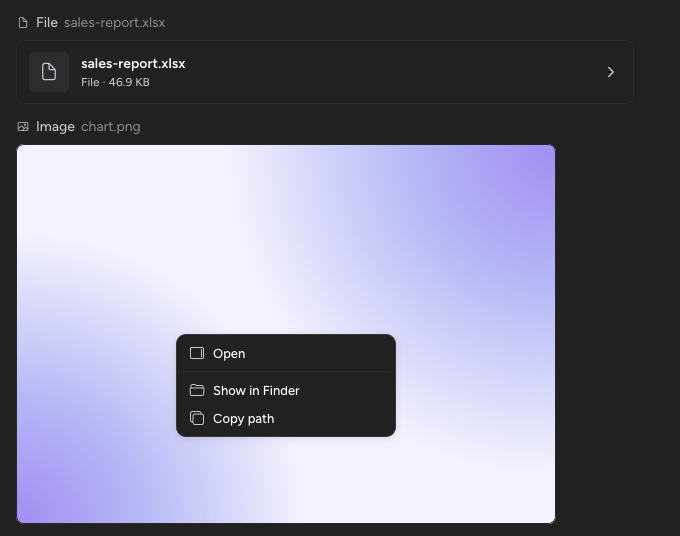 File sales-report.xlsx
sales-report.xlsx
File · 46.9 KB
Image chart.png
Open
Show in Finder
Copy path